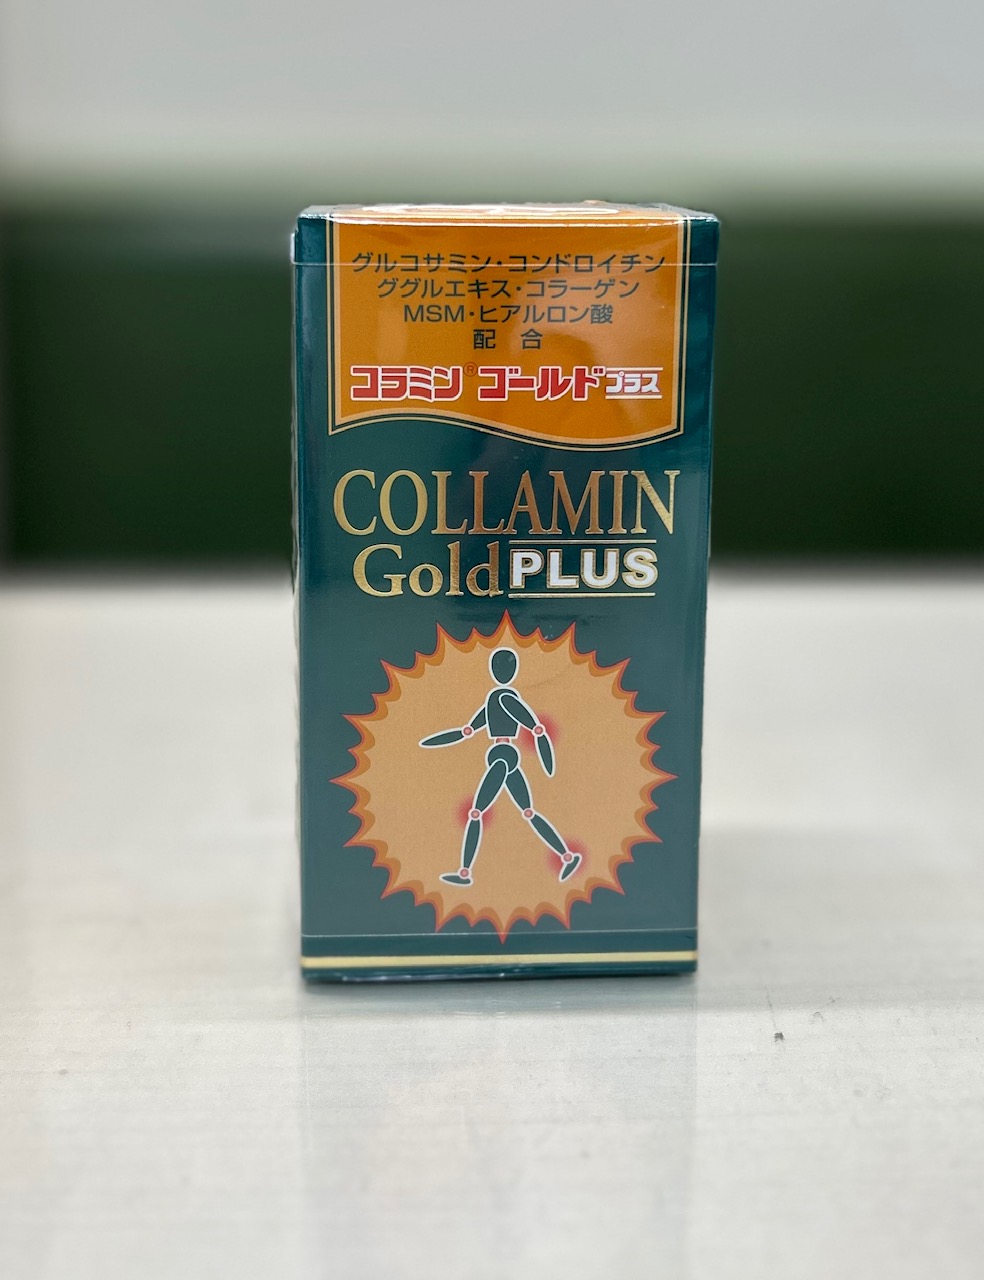 グルコサミン・コンドロイチン
ググルエキス・コラーゲン
MSM・ヒアルロン酸
配 合
コラミン® ゴールドプラス
COLLAMIN
Gold PLUS